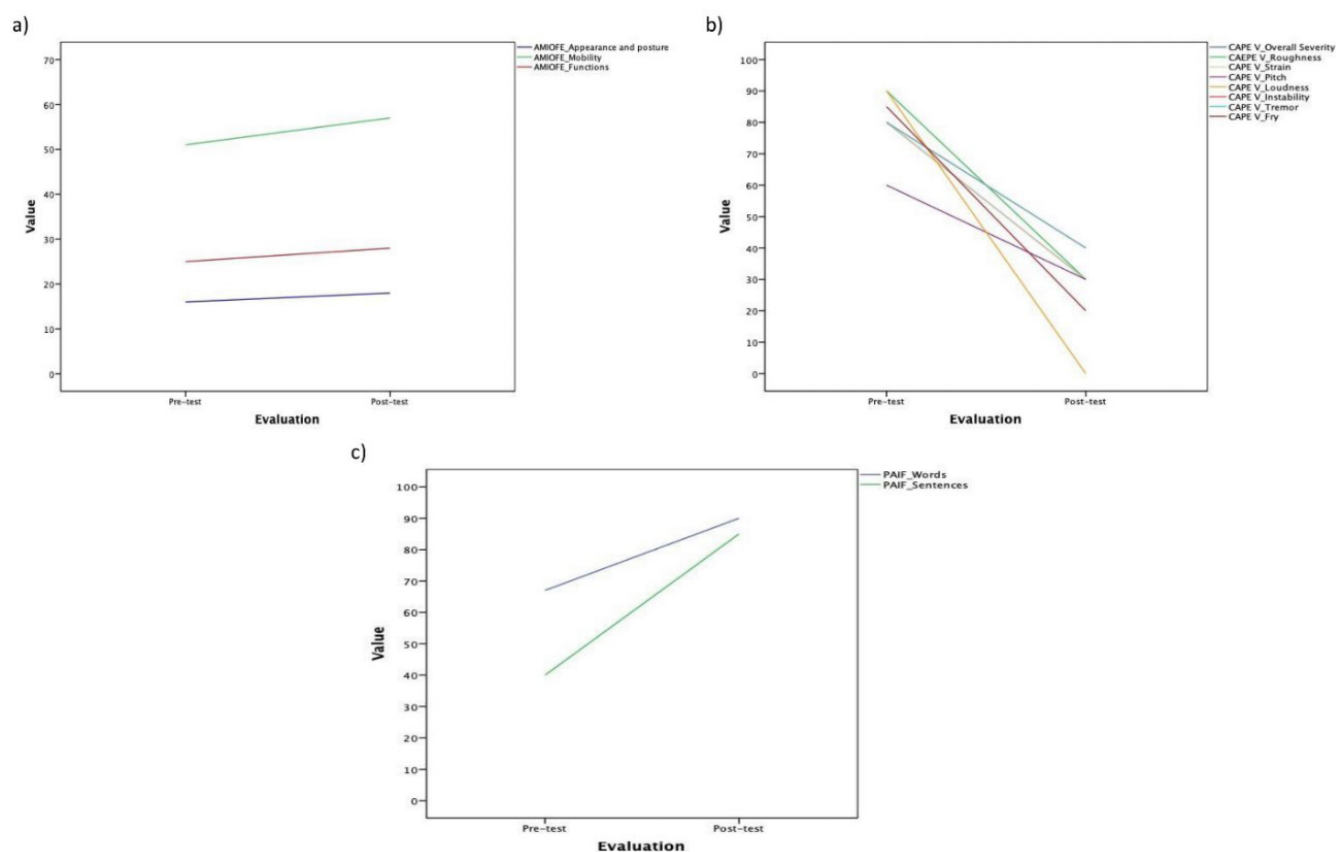 a)
AMIOFE_Appearance and posture
AMIOFE_Mobility
AMIOFE_Functions
70
60
50
40
30
20
10
0
Value
Pre-test
Post-test
Evaluation
b)
CAPE V_Overall Severity
CAEPE V_Roughness
CAPE V_Strain
CAPE V_Pitch
CAPE V_Loudness
CAPE V_Instability
CAPE V_Tremor
CAPE V_Fry
100
90
80
70
60
50
40
30
20
10
0
Value
Pre-test
Post-test
Evaluation
c)
PAIF_Words
PAIF_Sentences
100
90
80
70
60
50
40
30
20
10
0
Value
Pre-test
Post-test
Evaluation